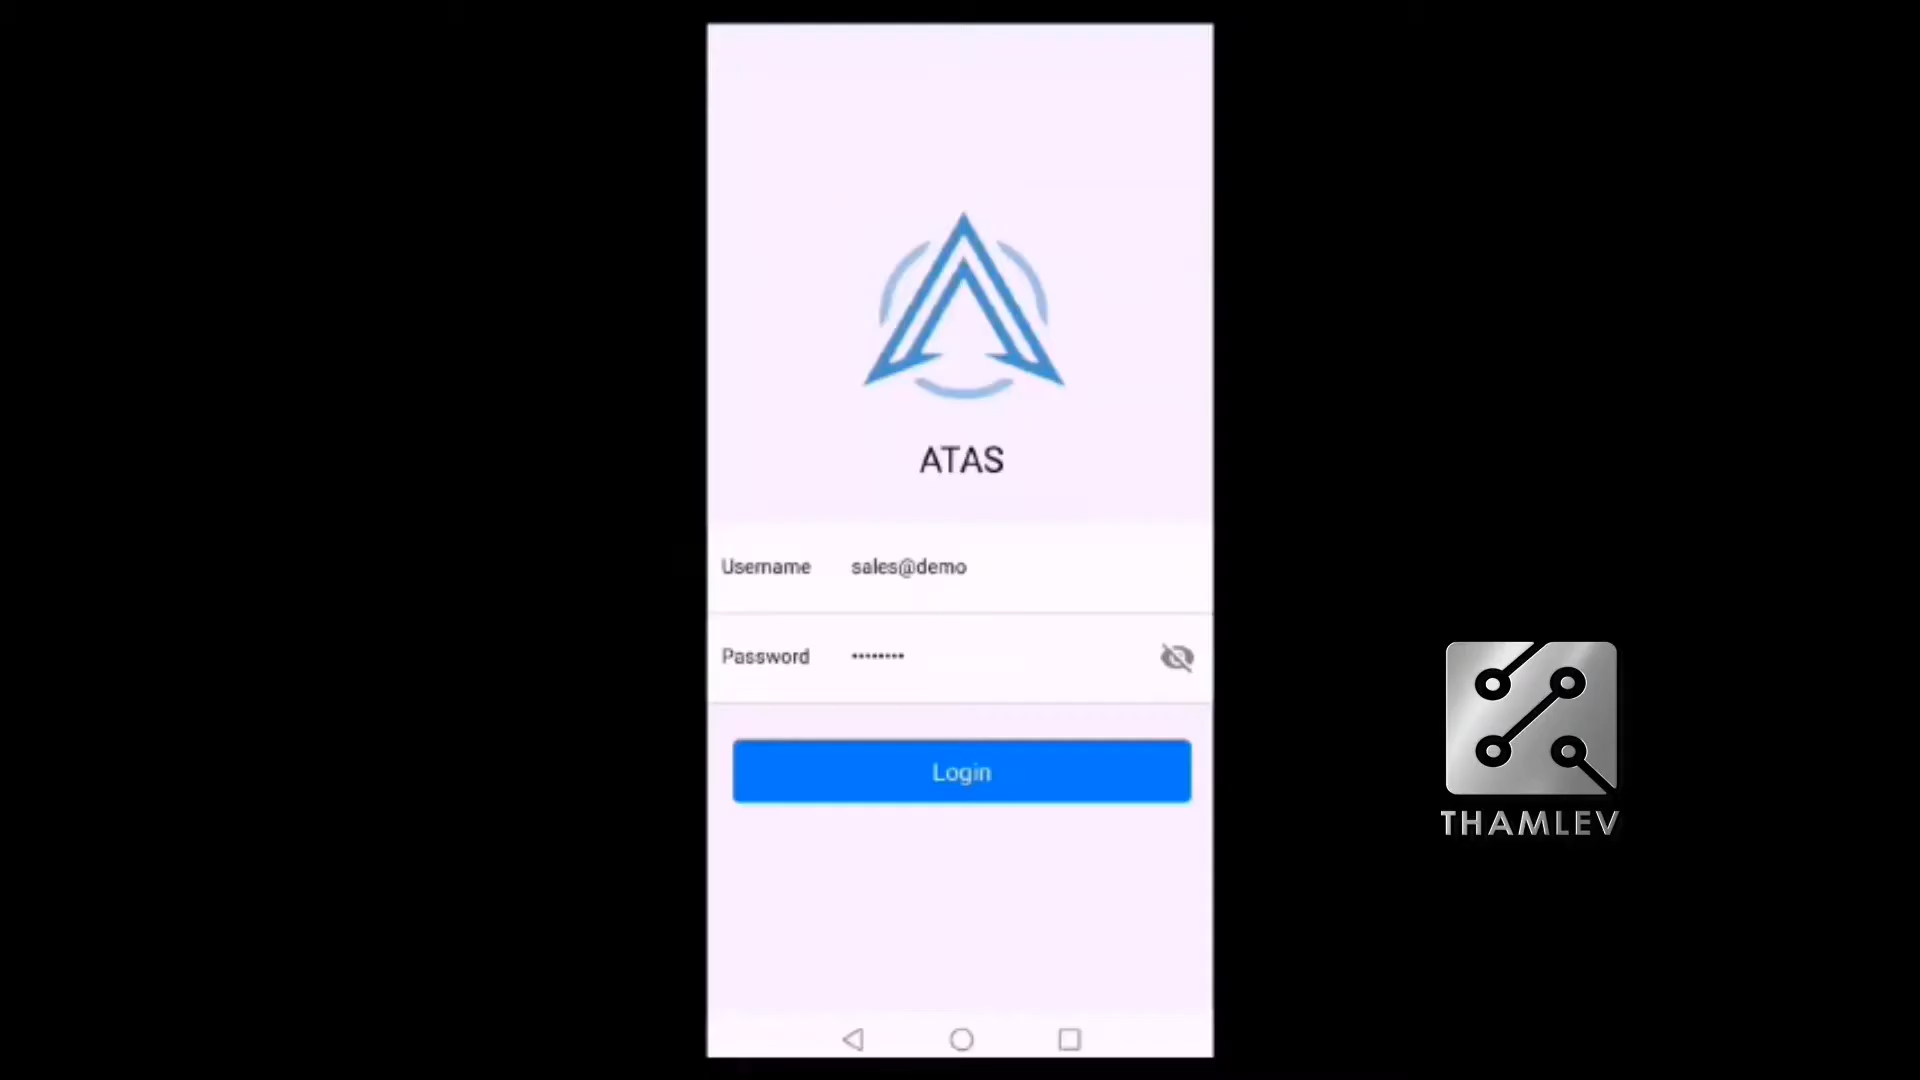 ATAS
Username sales@demo
Password ••••••••
Login
THAMLEV